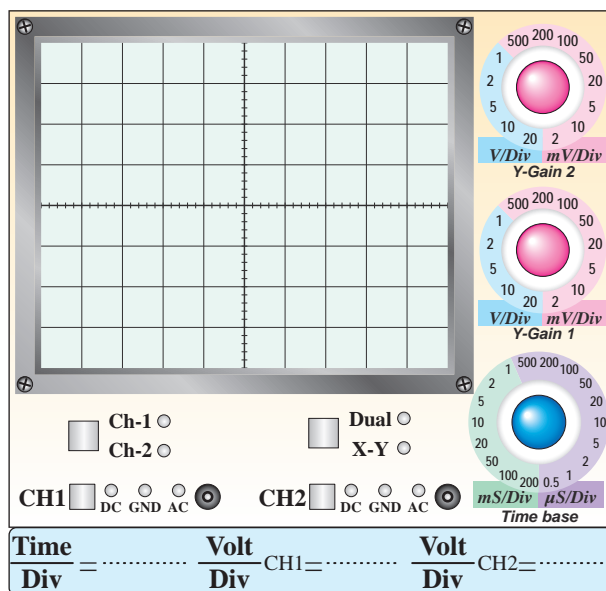 500 200 100
1 50
2 20
5 5
10 10
20 2
V/Div mV/Div
Y-Gain 2
500 200 100
1 50
2 20
5 5
10 10
20 2
V/Div mV/Div
Y-Gain 1
500 200
1 100
2 50
5 20
10 10
20 5
50 2
100 1
200 0.5
mS/Div µS/Div
Time base
Ch-1
Ch-2
Dual
X-Y
CH1 DC GND AC
CH2 DC GND AC
Time/Div = ............... Volt/Div CH1= ........... Volt/Div CH2= ...........